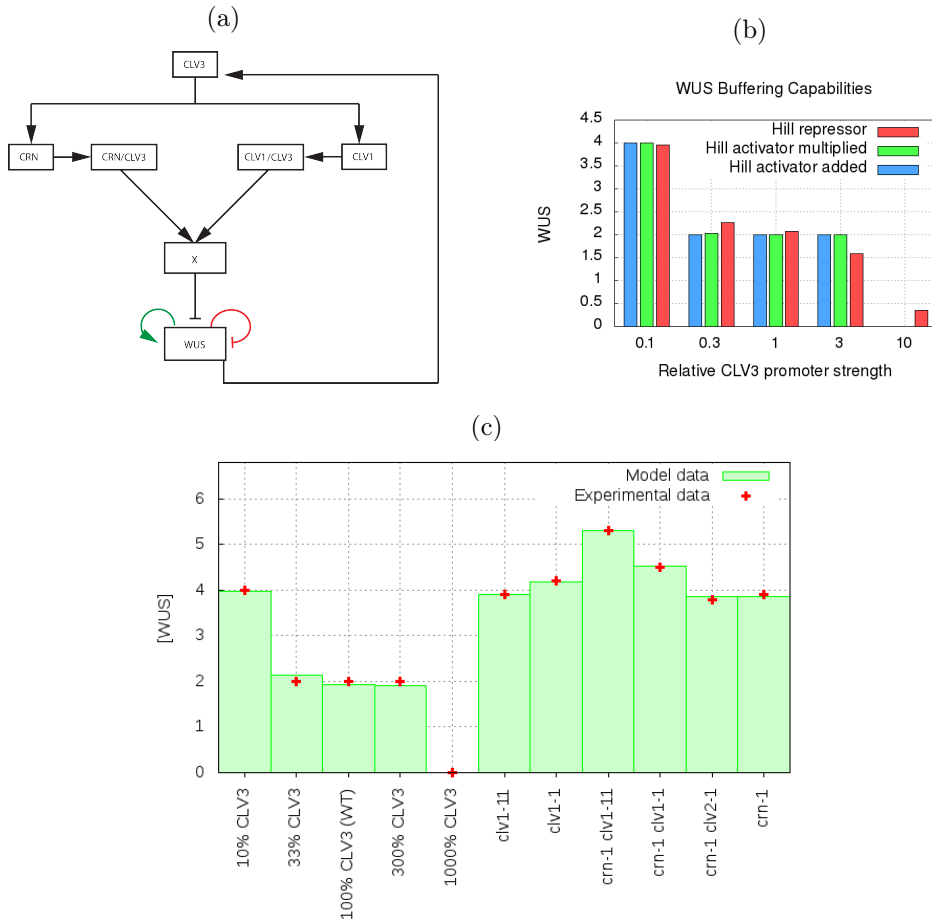 (a)
CLV3
CRN
CRN/CLV3
CLV1/CLV3
CLV1
X
WUS
(b)
WUS Buffering Capabilities
Hill repressor
Hill activator multiplied
Hill activator added
WUS
4.5
4
3.5
3
2.5
2
1.5
1
0.5
0
0.1
0.3
1
3
10
Relative CLV3 promoter strength
(c)
Model data
Experimental data
[WUS]
6
5
4
3
2
1
0
10% CLV3
33% CLV3
100% CLV3 (WT)
300% CLV3
1000% CLV3
clv1-11
clv1-1
crn-1 clv1-11
crn-1 clv1-1
crn-1 clv2-1
crn-1